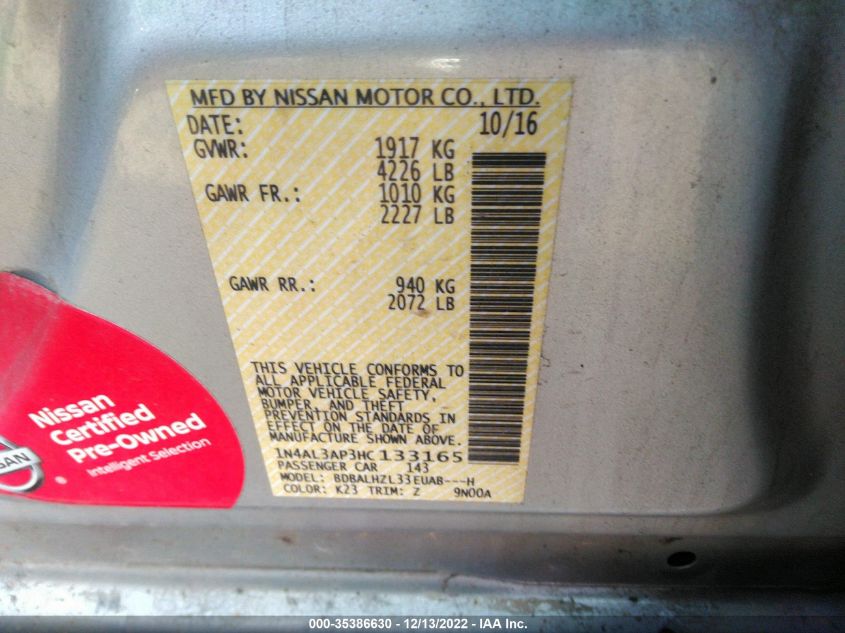 MFD BY NISSAN MOTOR CO., LTD.
DATE: 10/16
GVWR: 1917 KG
4226 LB
GAWR FR.: 1010 KG
2227 LB
GAWR RR.: 940 KG
2072 LB
THIS VEHICLE CONFORMS TO
ALL APPLICABLE FEDERAL
MOTOR VEHICLE SAFETY,
BUMPER, AND THEFT
PREVENTION STANDARDS IN
EFFECT ON THE DATE OF
MANUFACTURE SHOWN ABOVE.
1N4AL3AP3HC 133165
PASSENGER CAR 143
MODEL: BDBALHZL33EUAB---H
COLOR: K23 TRIM: Z 9N00A
Nissan
Certified
Pre-Owned
Intelligent Selection
SAN
000-35386630 - 12/13/2022 - IAA Inc.